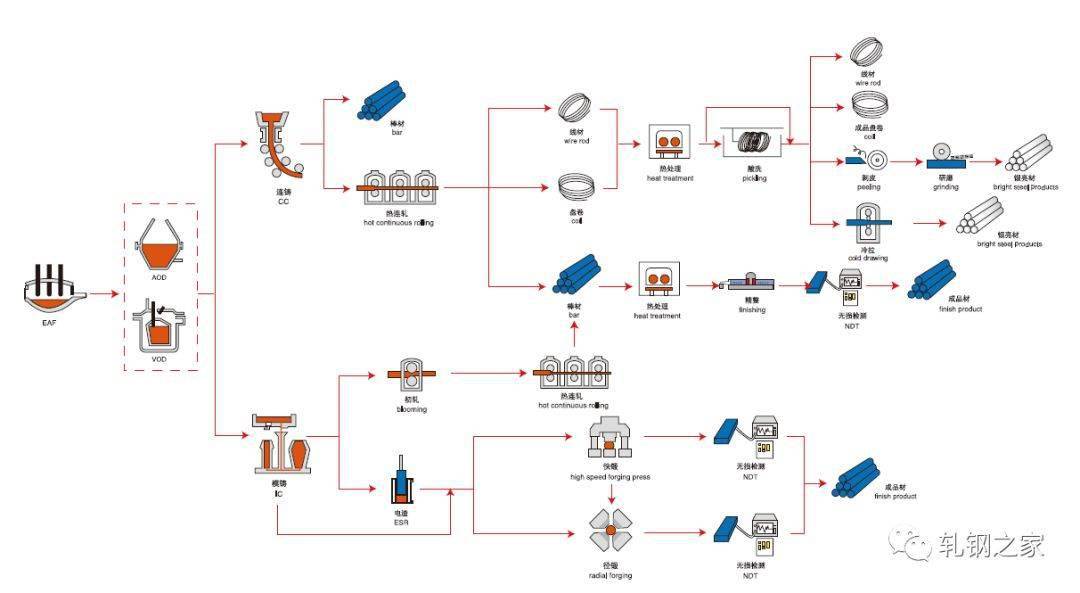 线材
wire rod
成品盘卷
coil
棒材
bar
线材
wire rod
热处理
heat treatment
酸洗
pickling
剥皮
peeling
研磨
grinding
银亮材
bright steel products
连铸
CC
热连轧
hot continuous rolling
盘卷
coil
冷拉
cold drawing
银亮材
bright steel products
AOD
EAF
VOD
棒材
bar
热处理
heat treatment
精整
finishing
无损检测
NDT
成品材
finish product
初轧
blooming
热连轧
hot continuous rolling
模铸
IC
电渣
ESR
快锻
high speed forging press
无损检测
NDT
成品材
finish product
径锻
radial forging
无损检测
NDT
轧钢之家